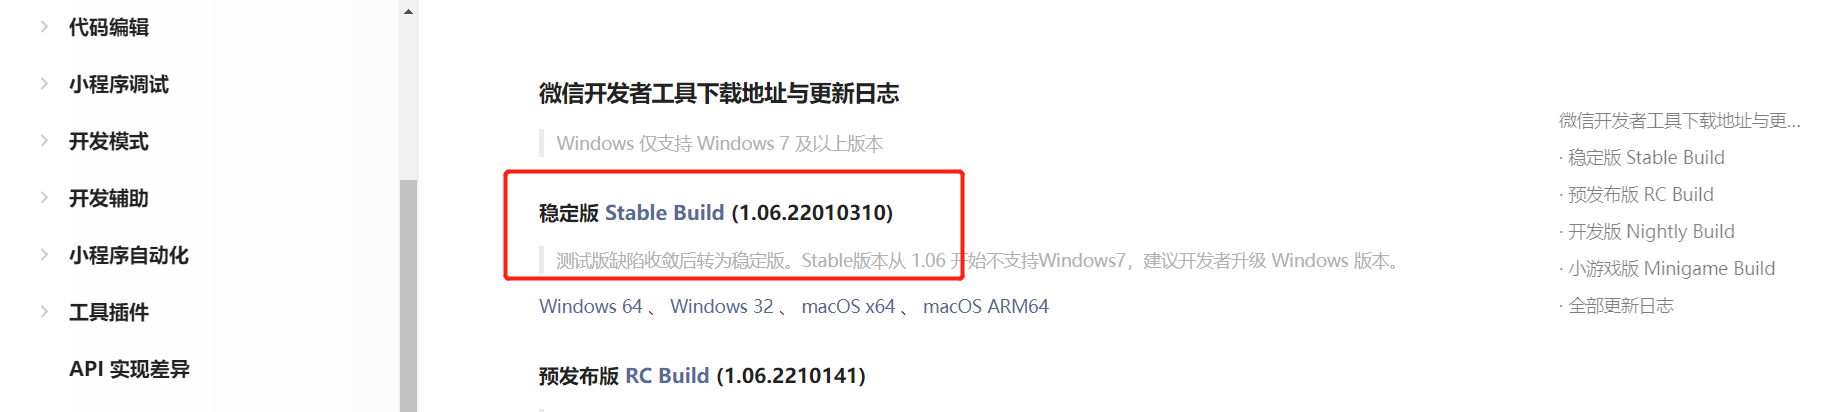 代码编辑
小程序调试
开发模式
开发辅助
小程序自动化
工具插件
API 实现差异
微信开发者工具下载地址与更新日志
Windows 仅支持 Windows 7 及以上版本
稳定版 Stable Build (1.06.22010310)
测试版缺陷收敛后转为稳定版。Stable版本从 1.06 开始不支持Windows7，建议开发者升级 Windows 版本。
Windows 64 、 Windows 32 、 macOS x64 、 macOS ARM64
预发布版 RC Build (1.06.2210141)
微信开发者工具下载地址与更...
· 稳定版 Stable Build
· 预发布版 RC Build
· 开发版 Nightly Build
· 小游戏版 Minigame Build
· 全部更新日志